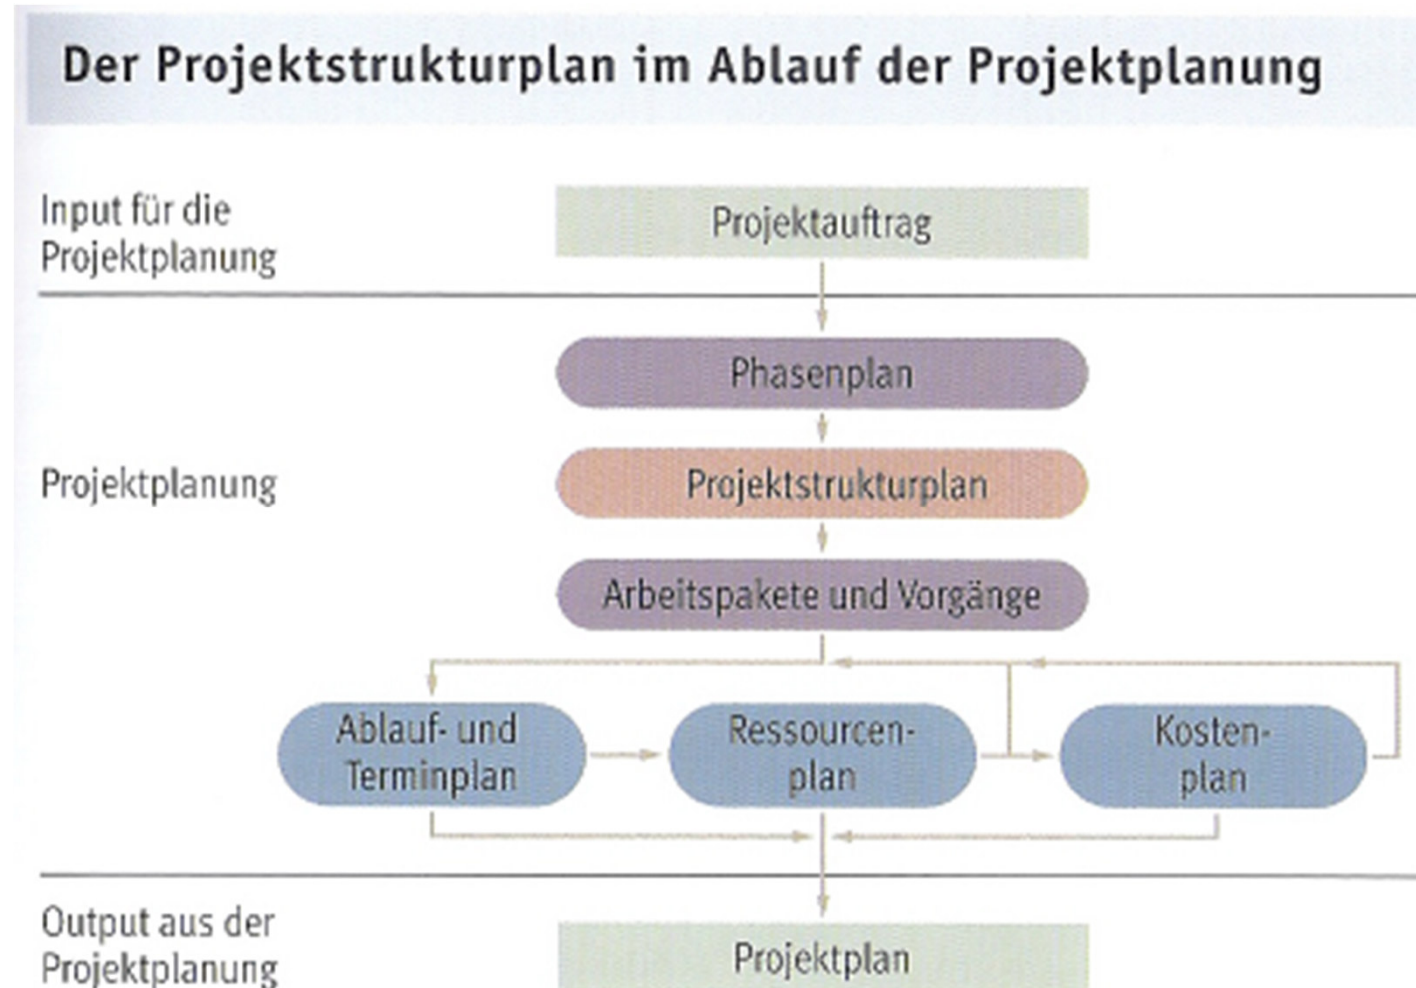 Der Projektstrukturplan im Ablauf der Projektplanung
Input für die
Projektplanung
Projektauftrag
Phasenplan
Projektplanung
Projektstrukturplan
Arbeitspakete und Vorgänge
Ablauf- und
Terminplan
Ressourcen-
plan
Kosten-
plan
Output aus der
Projektplanung
Projektplan